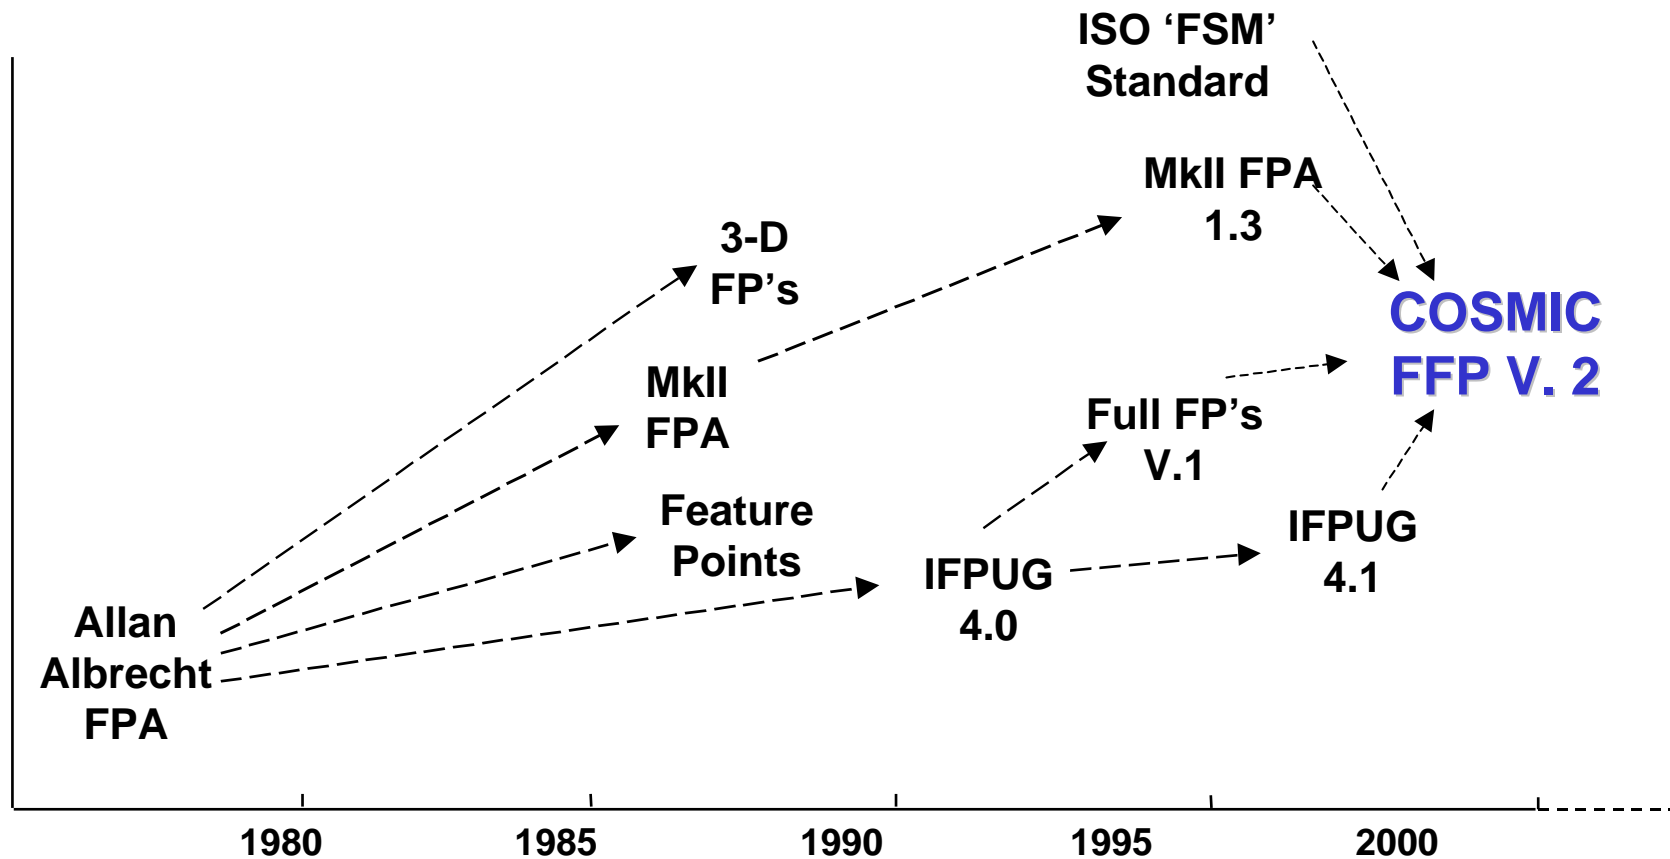 ISO ‘FSM’
Standard
MkII FPA
1.3
3-D
FP’s
COSMIC
FFP V. 2
MkII
FPA
Full FP’s
V.1
Feature
Points
IFPUG
4.1
IFPUG
4.0
Allan
Albrecht
FPA
1980
1985
1990
1995
2000